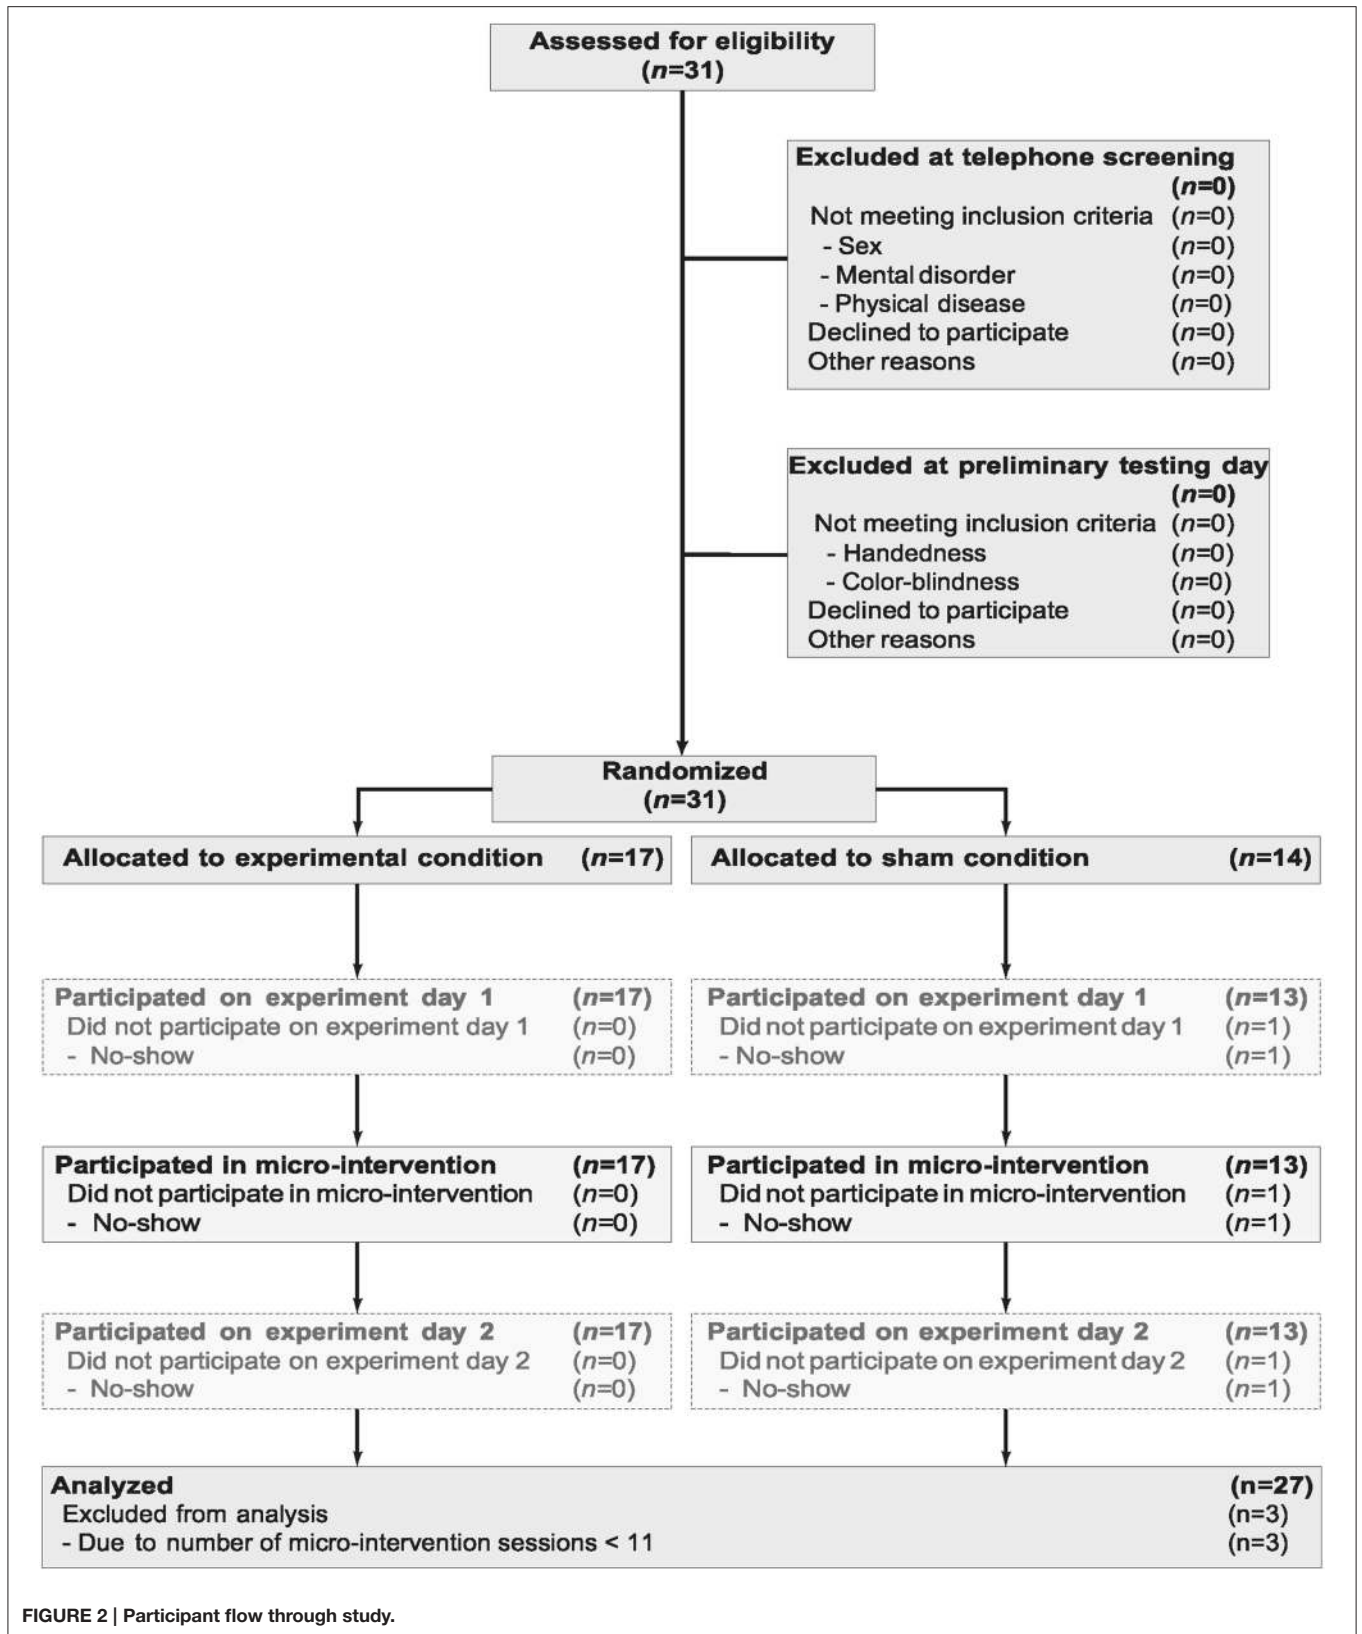 Assessed for eligibility
(n=31)
Excluded at telephone screening
(n=0)
Not meeting inclusion criteria (n=0)
- Sex (n=0)
- Mental disorder (n=0)
- Physical disease (n=0)
Declined to participate (n=0)
Other reasons (n=0)
Excluded at preliminary testing day
(n=0)
Not meeting inclusion criteria (n=0)
- Handedness (n=0)
- Color-blindness (n=0)
Declined to participate (n=0)
Other reasons (n=0)
Randomized
(n=31)
Allocated to experimental condition (n=17)
Allocated to sham condition (n=14)
Participated on experiment day 1 (n=17)
Did not participate on experiment day 1 (n=0)
- No-show (n=0)
Participated on experiment day 1 (n=13)
Did not participate on experiment day 1 (n=1)
- No-show (n=1)
Participated in micro-intervention (n=17)
Did not participate in micro-intervention (n=0)
- No-show (n=0)
Participated in micro-intervention (n=13)
Did not participate in micro-intervention (n=1)
- No-show (n=1)
Participated on experiment day 2 (n=17)
Did not participate on experiment day 2 (n=0)
- No-show (n=0)
Participated on experiment day 2 (n=13)
Did not participate on experiment day 2 (n=1)
- No-show (n=1)
Analyzed (n=27)
Excluded from analysis (n=3)
- Due to number of micro-intervention sessions < 11 (n=3)
FIGURE 2 | Participant flow through study.